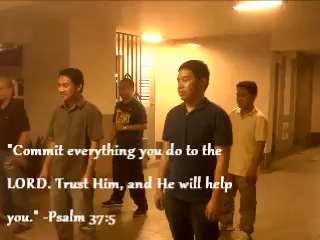 "Commit everything you do to the
LORD. Trust Him, and He will help
you." -Psalm 37:5